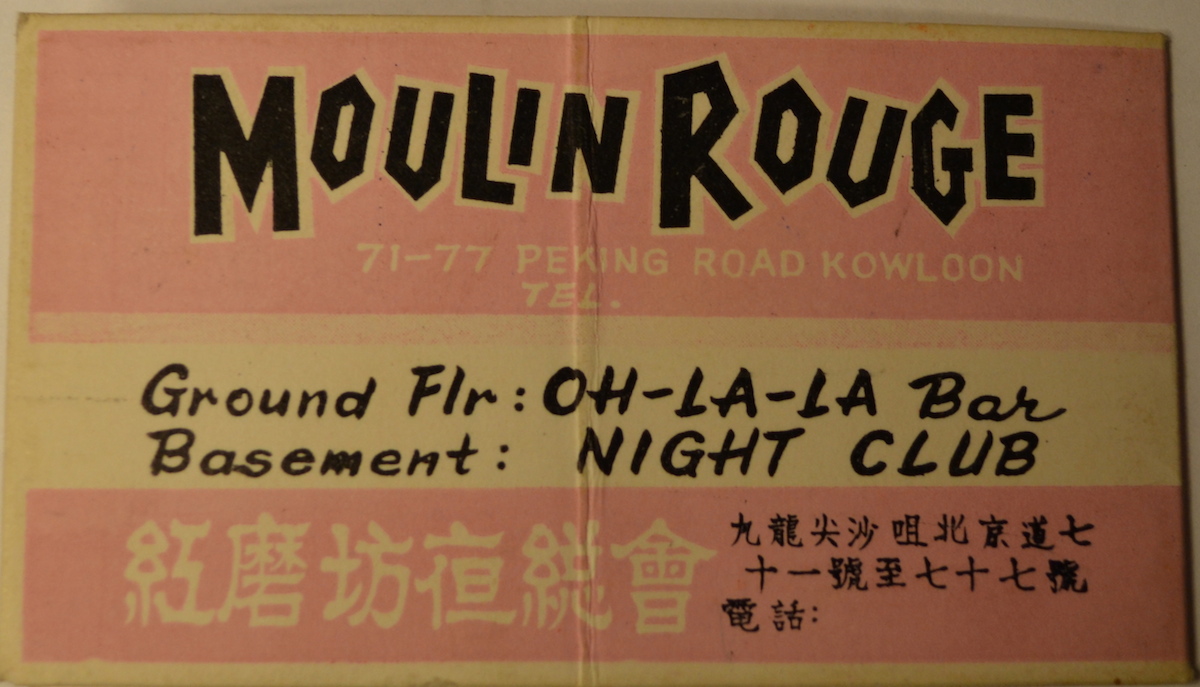 MOULIN ROUGE
71-77 PEKING ROAD KOWLOON
TEL.
Ground Flr: OH-LA-LA Bar
Basement: NIGHT CLUB
紅磨坊夜総會
九龍尖沙咀北京道七
十一號至七十七號
電話: